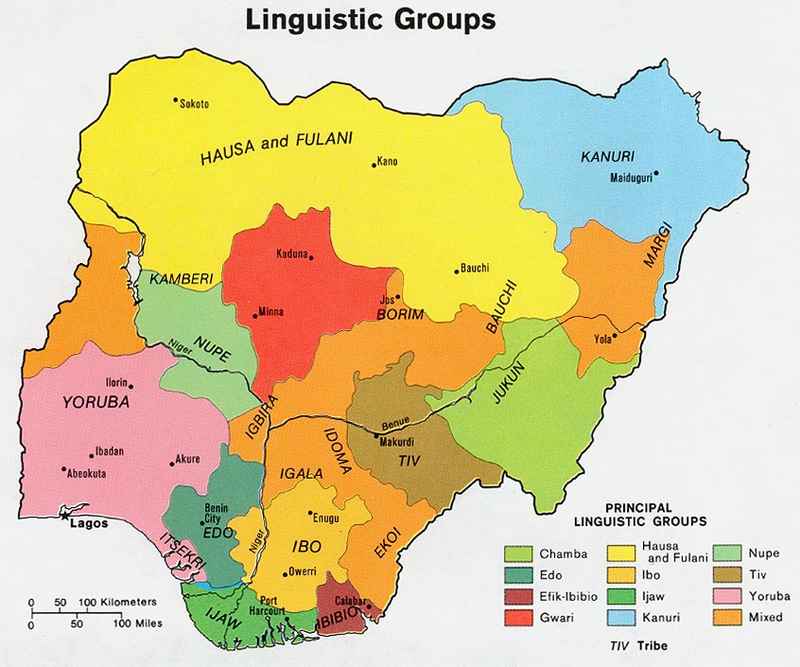 Linguistic Groups
Sokoto
HAUSA and FULANI
Kano
KANURI
Maiduguri
MARGI
Kaduna
Bauchi
KAMBERI
BAUCHI
Jos
BORIM
Minna
Yola
NUPE
Niger
JUKUN
Ilorin
YORUBA
IGBIRA
Benue
Makurdi
IDOMA
TIV
Ibadan
Akure
Abeokuta
IGALA
Lagos
Benin
City
EDO
Enugu
IBO
Niger
EKOI
ITSEKRI
Owerri
IJAW
Port
Harcourt
Calabar
IBIBIO
0 50 100 Kilometers
0 50 100 Miles
PRINCIPAL
LINGUISTIC GROUPS
Chamba
Edo
Efik-Ibibio
Gwari
Hausa
and Fulani
Ibo
Ijaw
Kanuri
Nupe
Tiv
Yoruba
Mixed
TIV Tribe